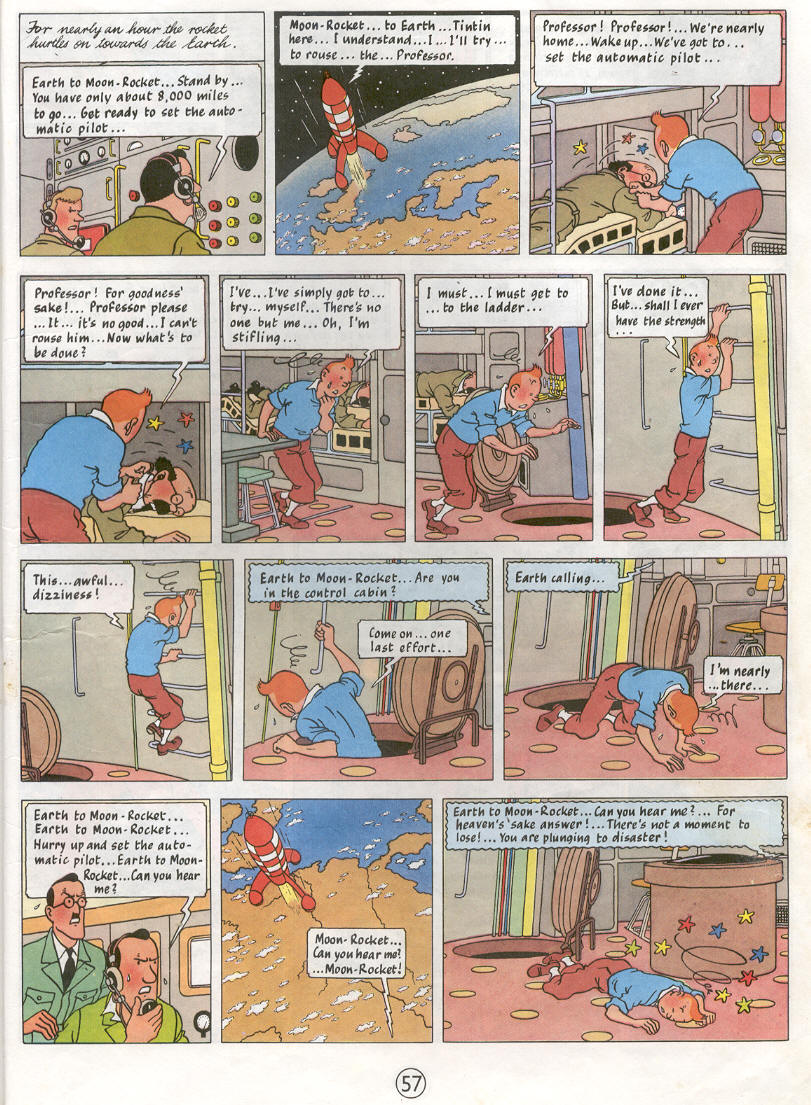 For nearly an hour the rocket
hurtles on towards the Earth.
Earth to Moon-Rocket...Stand by...
You have only about 8,000 miles
to go... Get ready to set the auto-
matic pilot...
Moon-Rocket...to Earth...Tintin
here...I understand...I...I'll try...
to rouse...the...Professor.
Professor! Professor!...We're nearly
home...Wake up...We've got to...
set the automatic pilot...
Professor! For goodness'
sake!... Professor please
...It... it's no good...I can't
rouse him...Now what's to
be done?
I've...I've simply got to...
try...myself...There's no
one but me...Oh, I'm
stifling...
I must...I must get to
...to the ladder...
I've done it...
But...shall I ever
have the strength
...
This...awful...
dizziness!
Earth to Moon-Rocket...Are you
in the control cabin?
Come on...one
last effort...
Earth calling...
I'm nearly
...there...
Earth to Moon-Rocket...
Earth to Moon-Rocket...
Hurry up and set the auto-
matic pilot...Earth to Moon-
Rocket...Can you hear
me?
Moon-Rocket...
Can you hear me?
...Moon-Rocket!
Earth to Moon-Rocket...Can you hear me?... For
heaven's sake answer!...There's not a moment to
lose!...You are plunging to disaster!
57